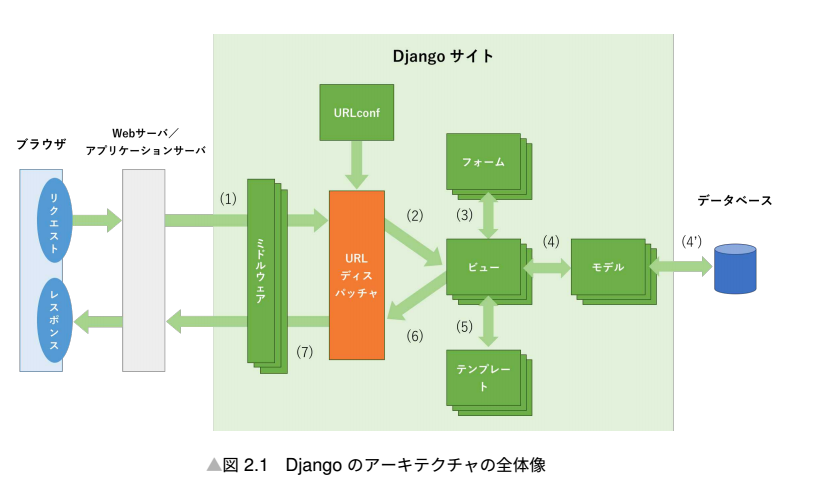 Django サイト
URLconf
Webサーバ／
アプリケーションサーバ
ブラウザ
フォーム
リクエスト
(1)
(2)
(3)
データベース
ミドルウェア
URL
ディス
パッチャ
ビュー
(4)
モデル
(4’)
レスポンス
(5)
(6)
(7)
テンプレー
ト
▲図 2.1　Django のアーキテクチャの全体像